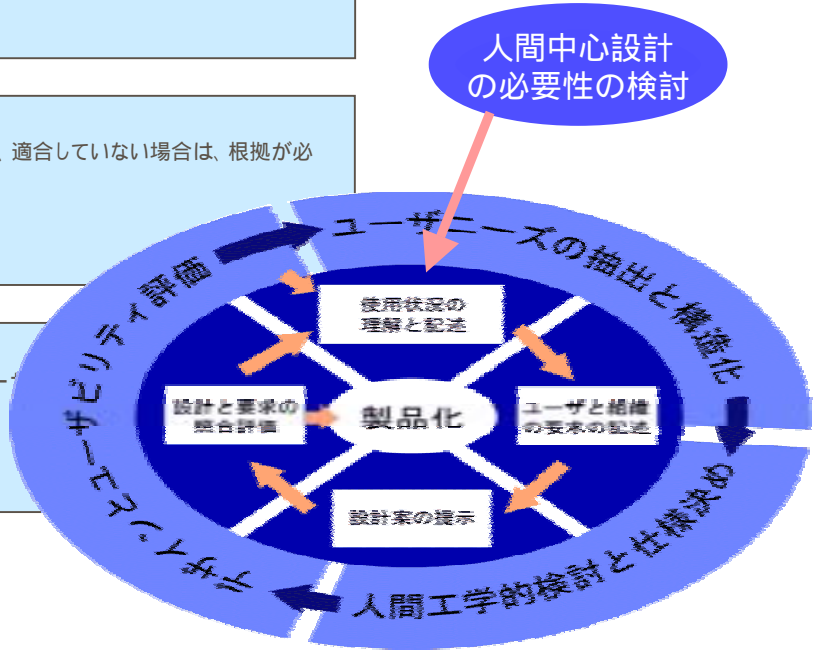 人間中心設計
の必要性の検討
、適合していない場合は、根拠が必
ユーザニーズの抽出と構造化
デザインとユーザビリティ評価
使用状況の
理解と記述
設計と要求の
照合評価
製品化
ユーザと組織
の要求の記述
設計案の提示
人間工学的検討と仕様決め